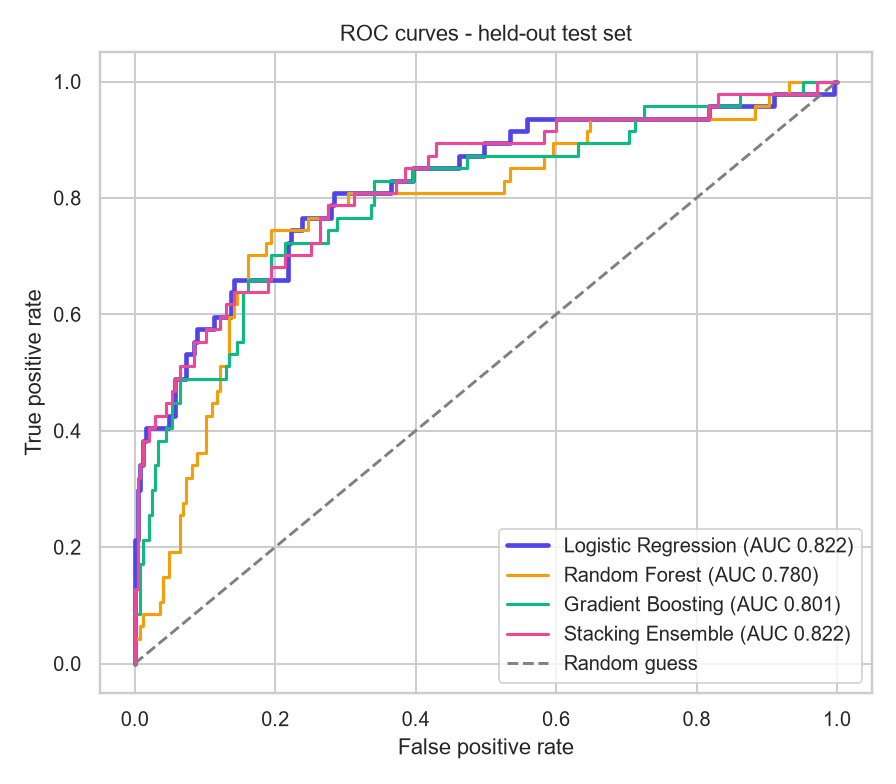 ROC curves - held-out test set
True positive rate
1.0
0.8
0.6
0.4
0.2
0.0
Logistic Regression (AUC 0.822)
Random Forest (AUC 0.780)
Gradient Boosting (AUC 0.801)
Stacking Ensemble (AUC 0.822)
Random guess
0.0 0.2 0.4 0.6 0.8 1.0
False positive rate